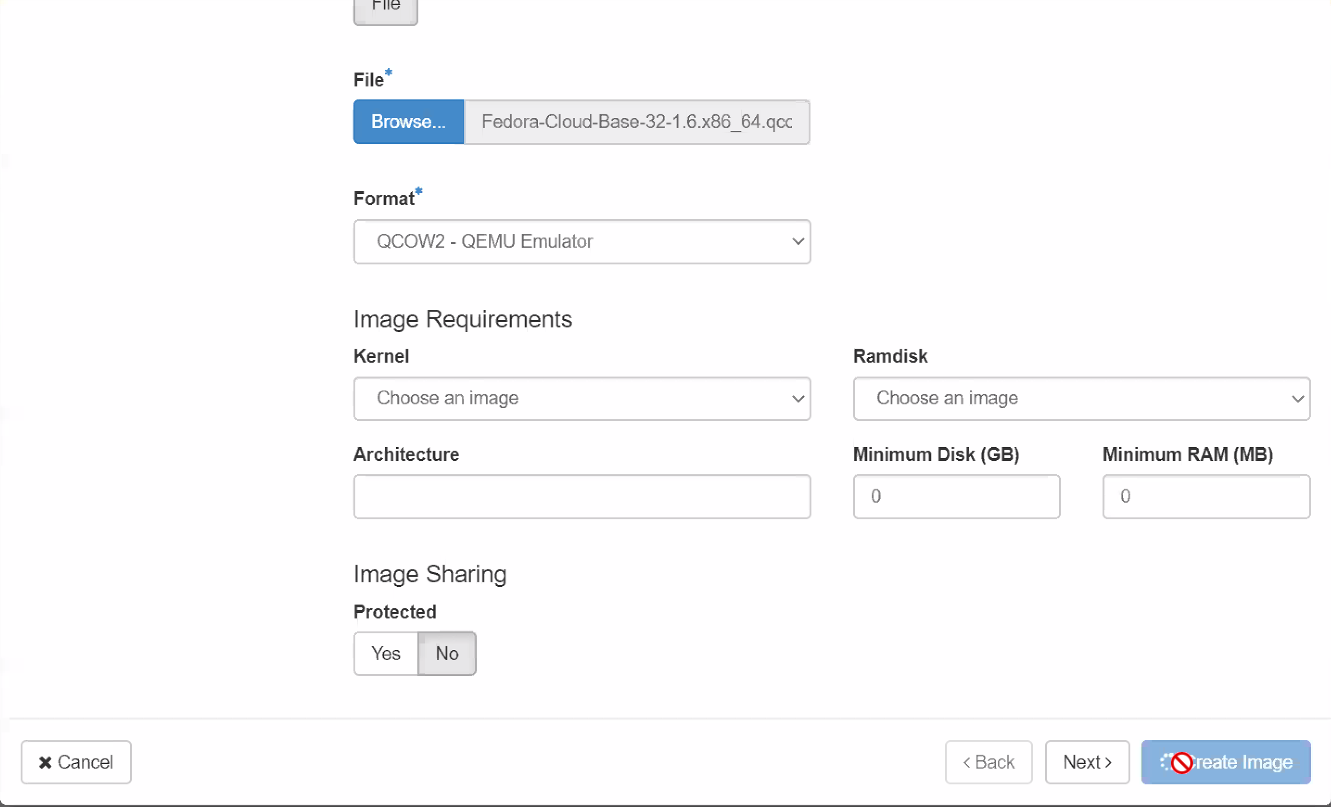 File
File*
Browse... Fedora-Cloud-Base-32-1.6.x86_64.qcc
Format*
QCOW2 - QEMU Emulator
Image Requirements
Kernel Ramdisk
Choose an image Choose an image
Architecture Minimum Disk (GB) Minimum RAM (MB)
0 0
Image Sharing
Protected
Yes No
Cancel < Back Next > reate Image